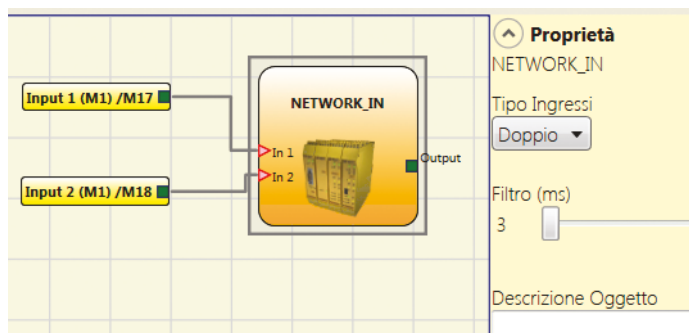 Proprietà
NETWORK_IN
Input 1 (M1) /M17
NETWORK_IN
Tipo Ingressi
Doppio
In 1
Output
In 2
Input 2 (M1) /M18
Filtro (ms)
3
Descrizione Oggetto